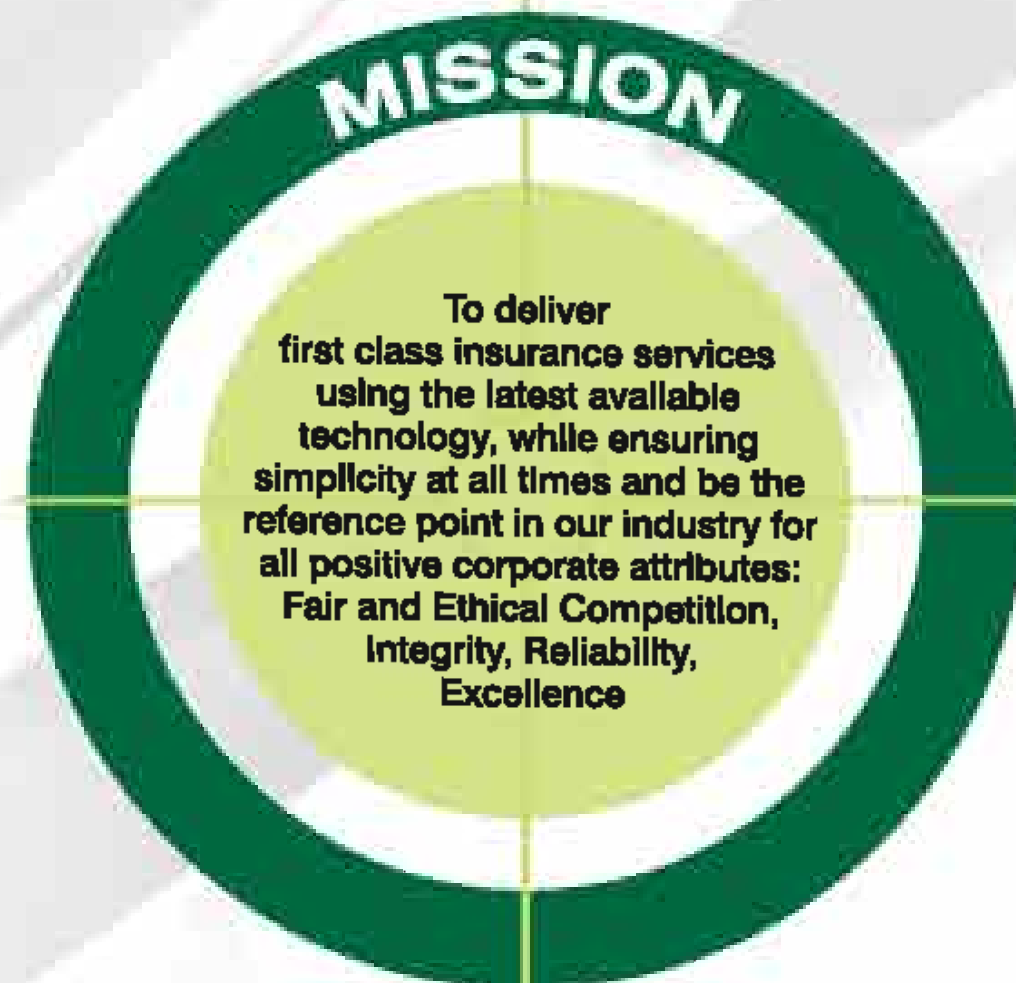 MISSION
To deliver
first class insurance services
using the latest available
technology, while ensuring
simplicity at all times and be the
reference point in our industry for
all positive corporate attributes:
Fair and Ethical Competition,
Integrity, Reliability,
Excellence